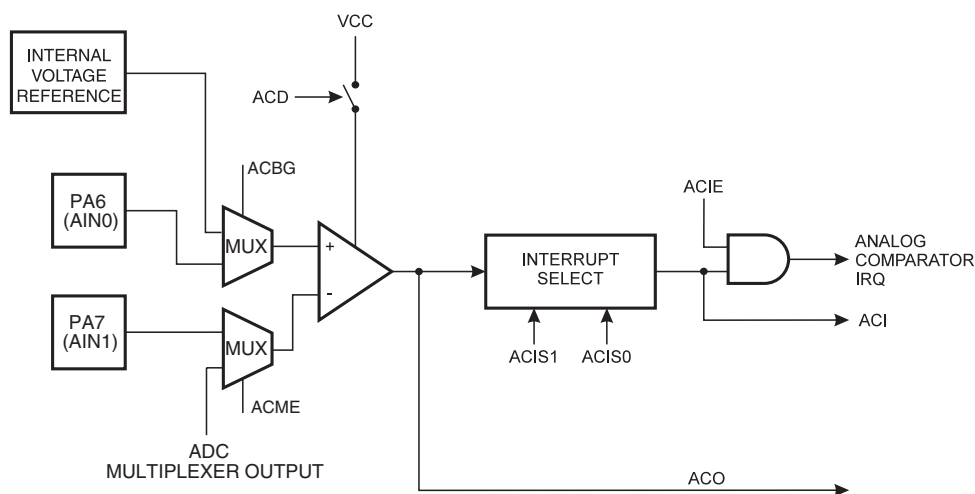 VCC
INTERNAL
VOLTAGE
REFERENCE
ACD
ACBG
PA6
(AIN0)
MUX
+
-
PA7
(AIN1)
MUX
ACME
ADC
MULTIPLEXER OUTPUT
INTERRUPT
SELECT
ACIS1
ACIS0
ACIE
ANALOG
COMPARATOR
IRQ
ACI
ACO